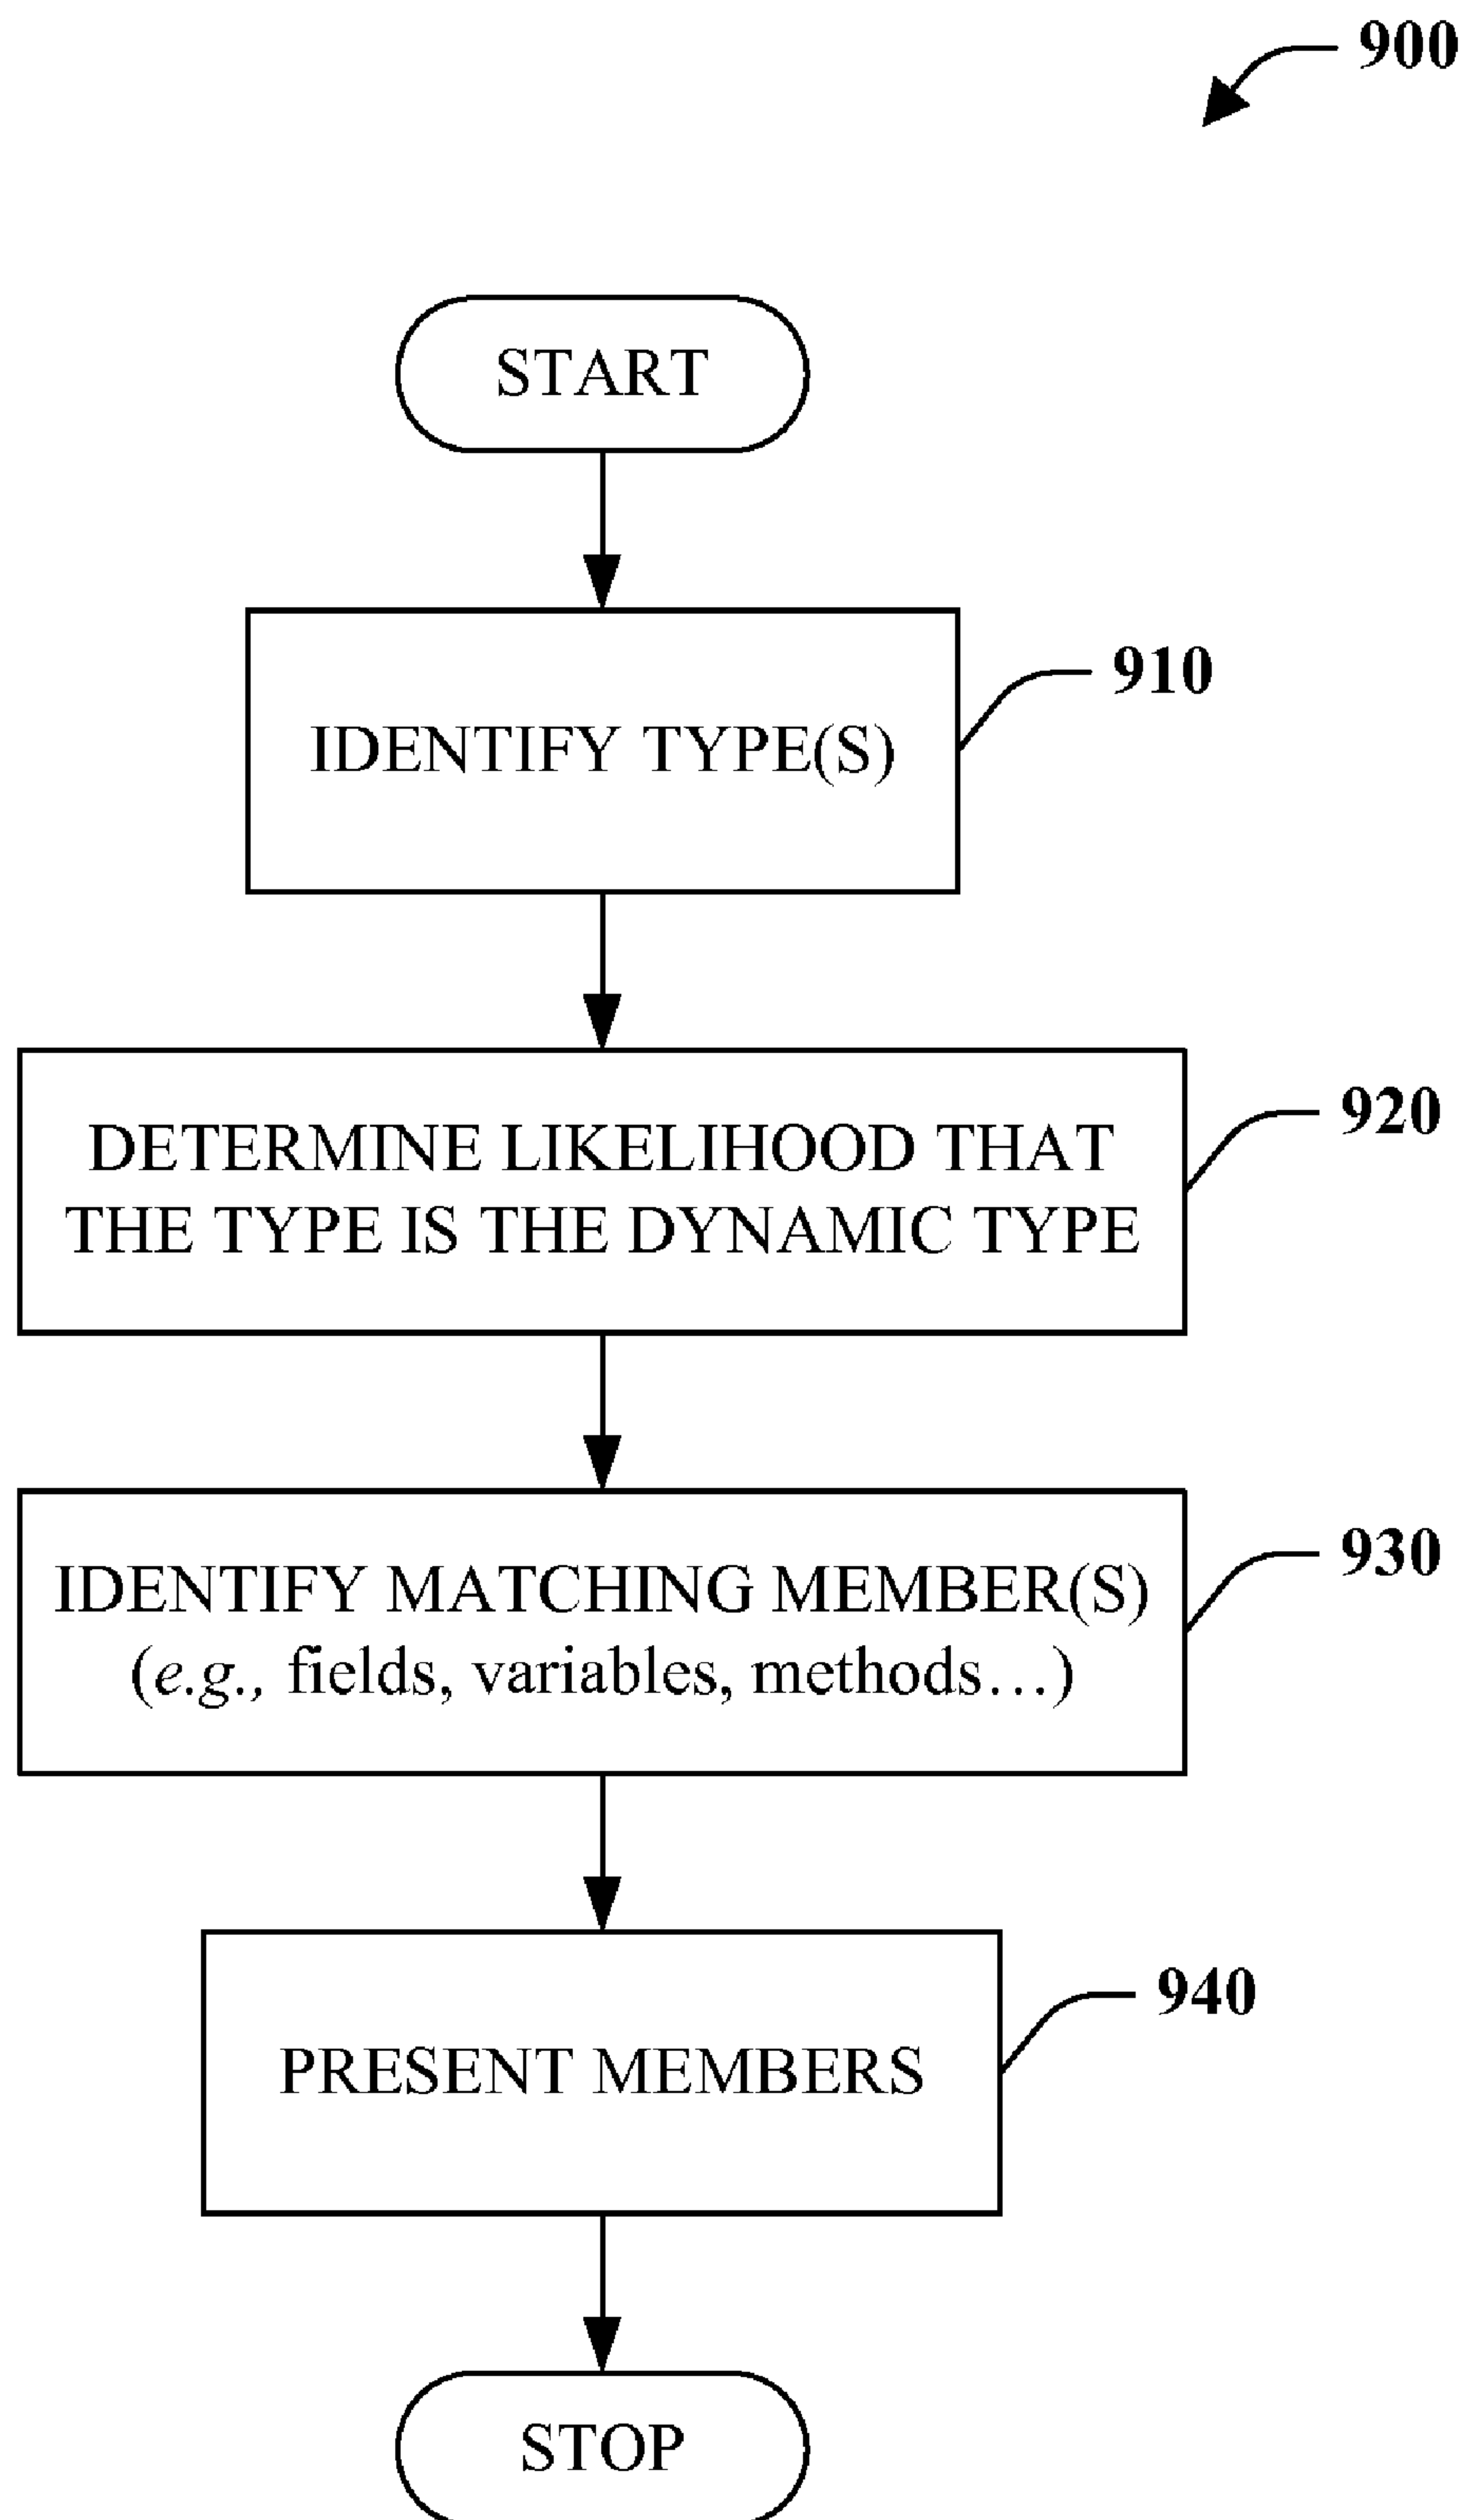 900
START
IDENTIFY TYPE(S)
910
DETERMINE LIKELIHOOD THAT
THE TYPE IS THE DYNAMIC TYPE
920
IDENTIFY MATCHING MEMBER(S)
(e.g., fields, variables, methods…)
930
PRESENT MEMBERS
940
STOP